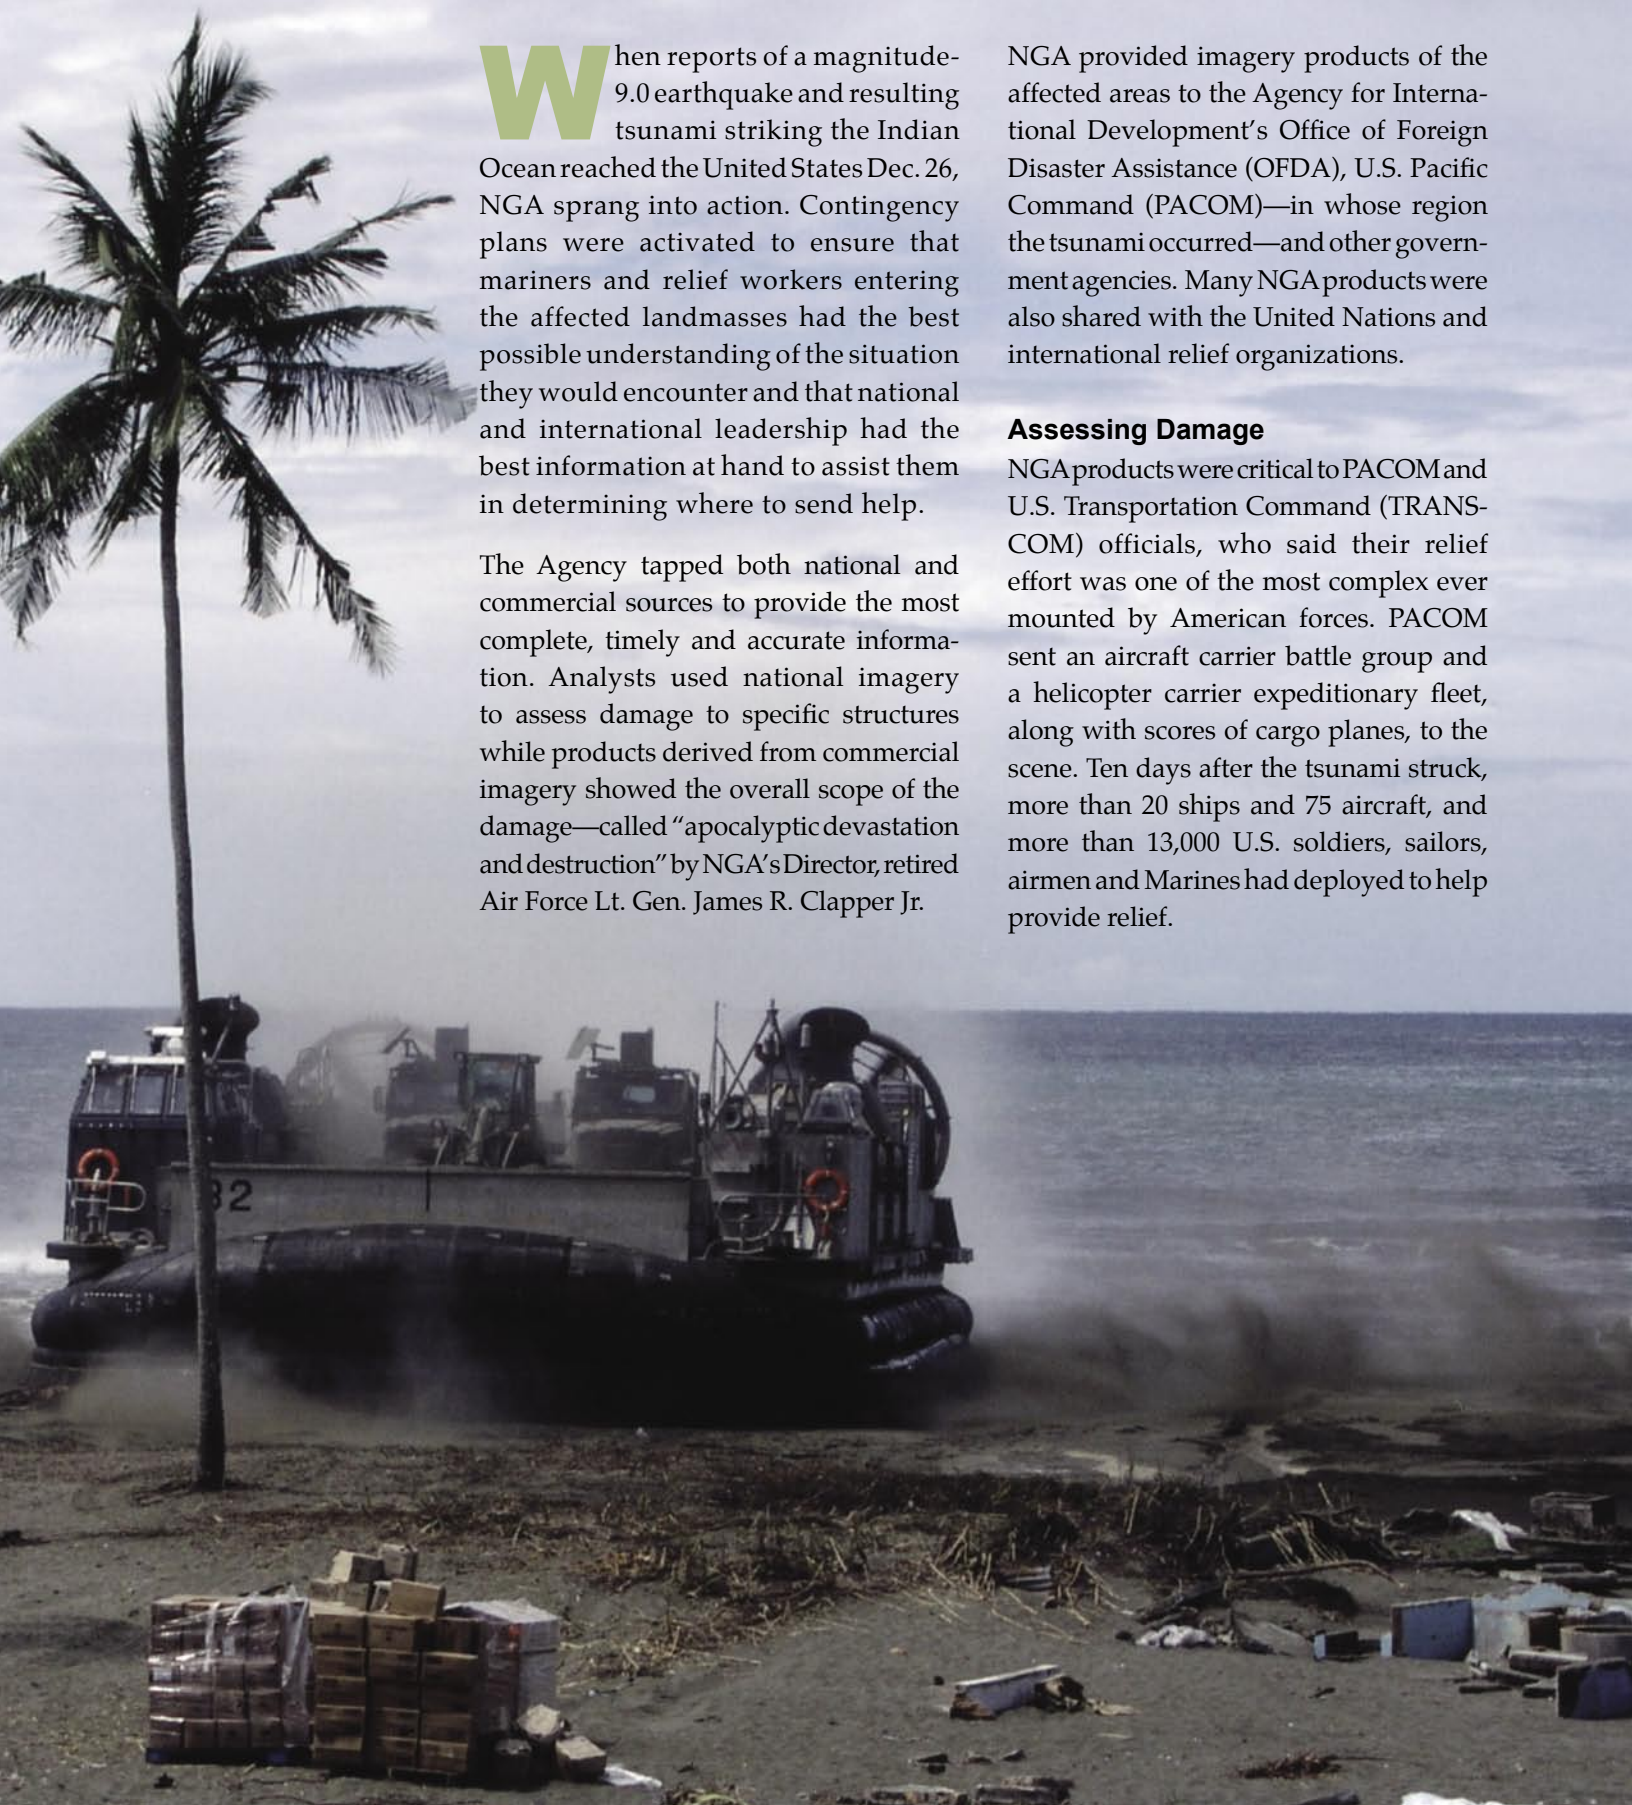 When reports of a magnitude-
9.0 earthquake and resulting
tsunami striking the Indian
Ocean reached the United States Dec. 26,
NGA sprang into action. Contingency
plans were activated to ensure that
mariners and relief workers entering
the affected landmasses had the best
possible understanding of the situation
they would encounter and that national
and international leadership had the
best information at hand to assist them
in determining where to send help.
The Agency tapped both national and
commercial sources to provide the most
complete, timely and accurate informa-
tion. Analysts used national imagery
to assess damage to specific structures
while products derived from commercial
imagery showed the overall scope of the
damage—called “apocalyptic devastation
and destruction” by NGA’s Director, retired
Air Force Lt. Gen. James R. Clapper Jr.
NGA provided imagery products of the
affected areas to the Agency for Interna-
tional Development’s Office of Foreign
Disaster Assistance (OFDA), U.S. Pacific
Command (PACOM)—in whose region
the tsunami occurred—and other govern-
ment agencies. Many NGA products were
also shared with the United Nations and
international relief organizations.
Assessing Damage
NGA products were critical to PACOM and
U.S. Transportation Command (TRANS-
COM) officials, who said their relief
effort was one of the most complex ever
mounted by American forces. PACOM
sent an aircraft carrier battle group and
a helicopter carrier expeditionary fleet,
along with scores of cargo planes, to the
scene. Ten days after the tsunami struck,
more than 20 ships and 75 aircraft, and
more than 13,000 U.S. soldiers, sailors,
airmen and Marines had deployed to help
provide relief.